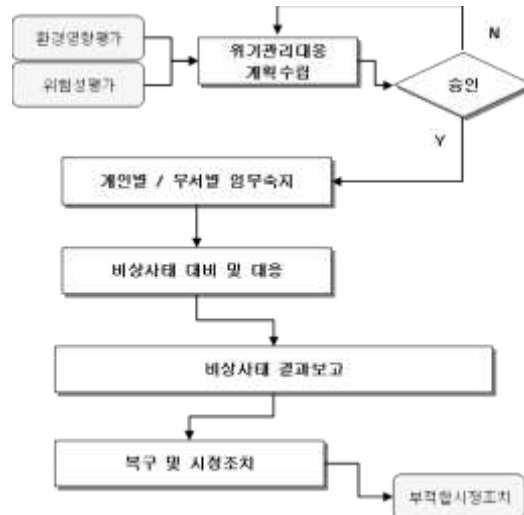 환경영향평가
위험성평가
위기관리대응
계획수립
N
승인
Y
개인별 / 부서별 임무숙지
비상사태 대비 및 대응
비상사태 결과보고
복구 및 시정조치
부적합시정조치